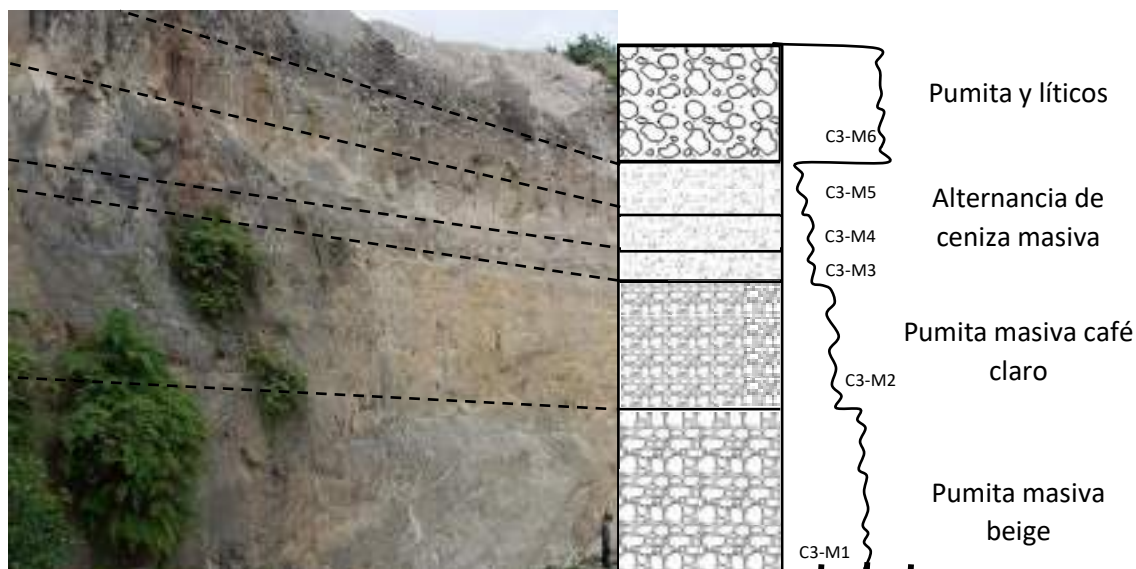 Pumita y líticos
C3-M6
C3-M5
Alternancia de
ceniza masiva
C3-M4
C3-M3
Pumita masiva café
claro
C3-M2
Pumita masiva
beige
C3-M1